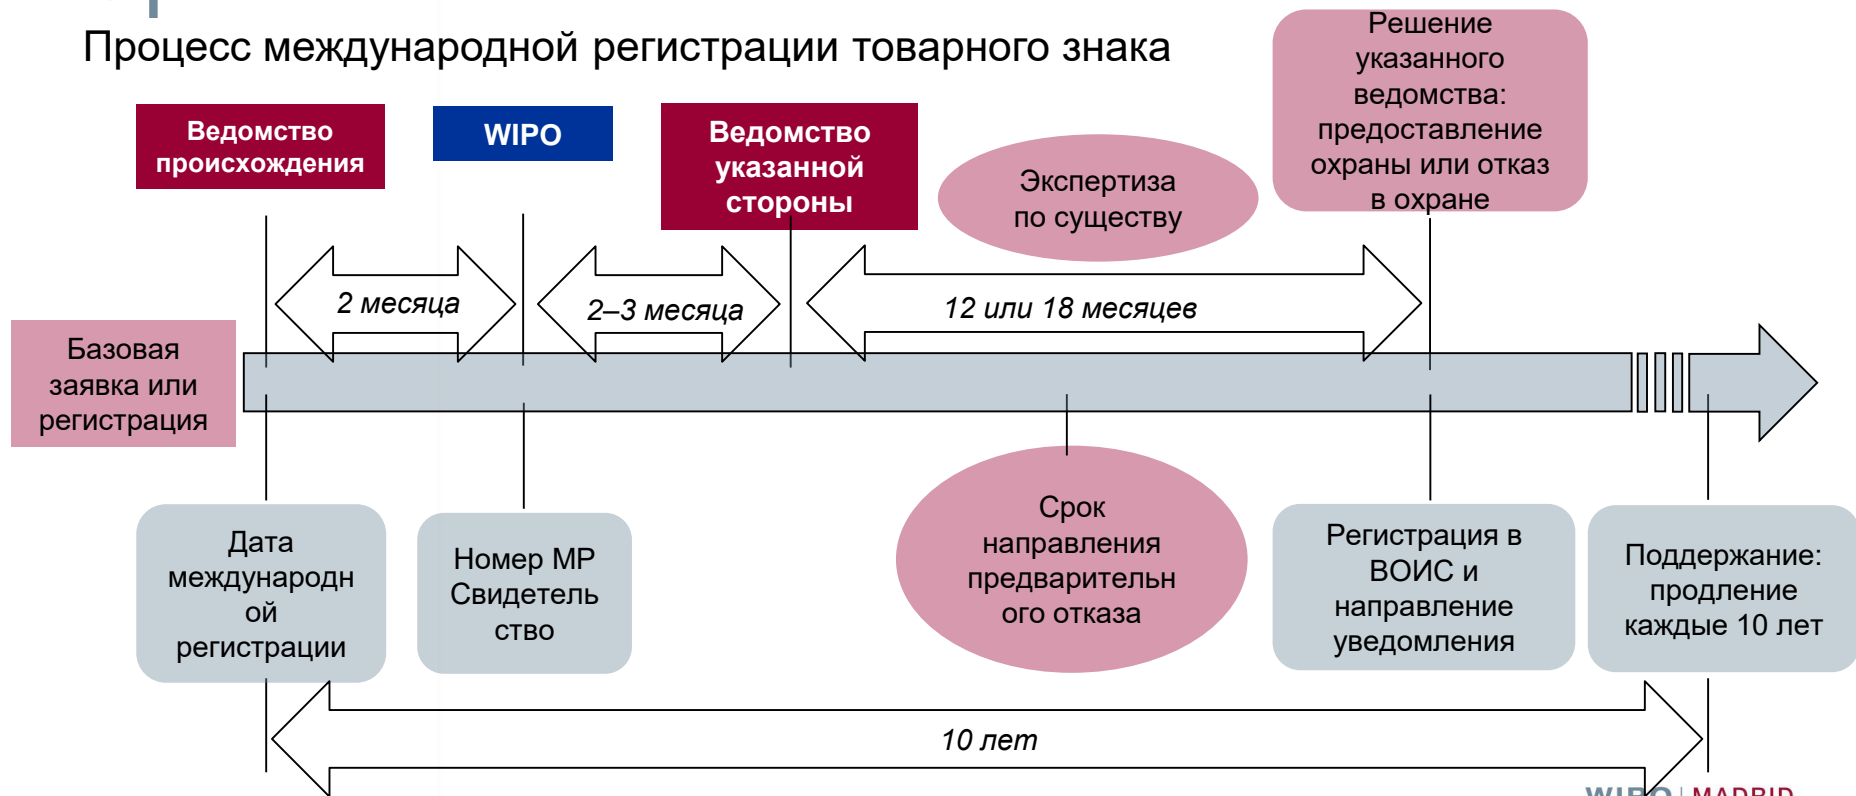 Процесс международной регистрации товарного знака
Ведомство
происхождения
WIPO
Ведомство
указанной
стороны
Экспертиза
по существу
Решение
указанного
ведомства:
предоставление
охраны или отказ
в охране
2 месяца
2–3 месяца
12 или 18 месяцев
Базовая
заявка или
регистрация
Дата
международн
ой
регистрации
Номер МР
Свидетель
ство
Срок
направления
предварительн
ого отказа
Регистрация в
ВОИС и
направление
уведомления
Поддержание:
продление
каждые 10 лет
10 лет
WIPO | MADRID